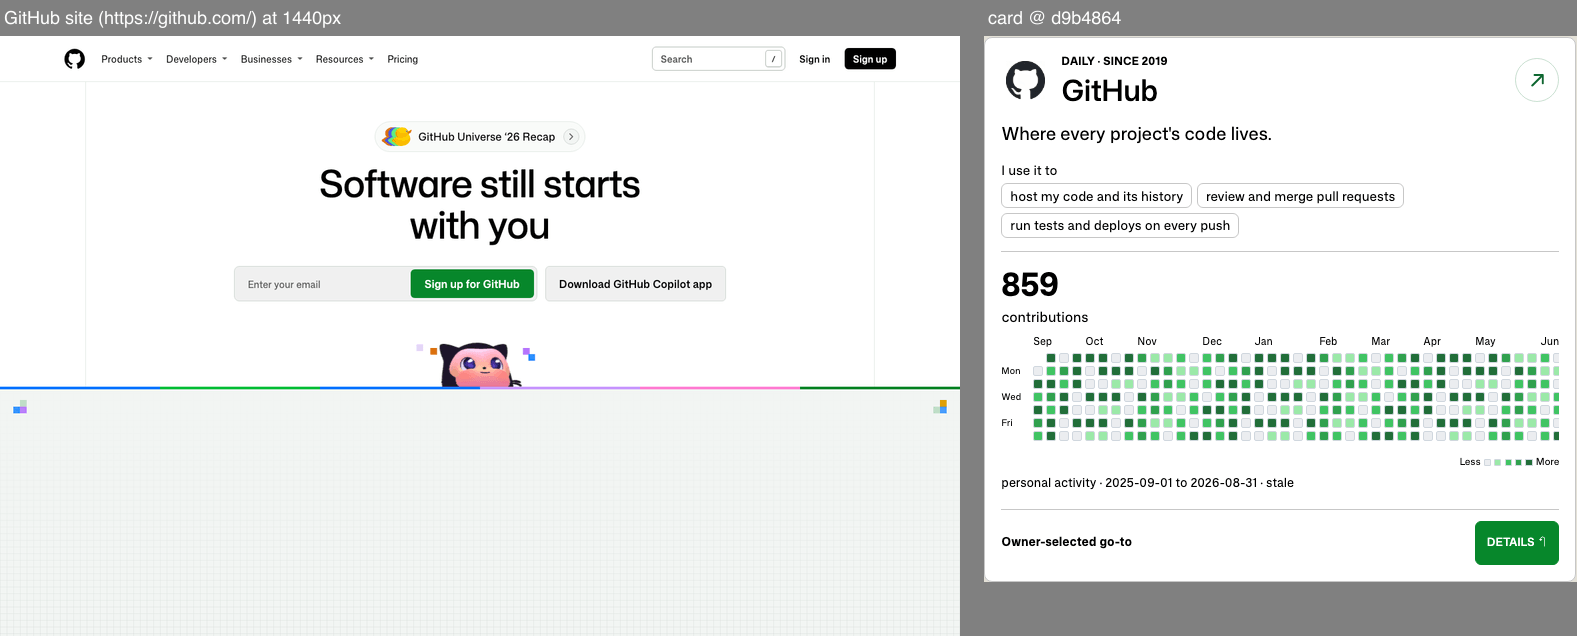 GitHub site (https://github.com/) at 1440px
Products Developers Businesses Resources Pricing Search / Sign in Sign up
GitHub Universe '26 Recap
Software still starts
with you
Enter your email Sign up for GitHub Download GitHub Copilot app
card @ d9b4864
DAILY · SINCE 2019
GitHub
Where every project's code lives.
I use it to
host my code and its history review and merge pull requests
run tests and deploys on every push
859
contributions
Sep Oct Nov Dec Jan Feb Mar Apr May Jun
Mon
Wed
Fri
Less More
personal activity · 2025-09-01 to 2026-08-31 · stale
Owner-selected go-to DETAILS